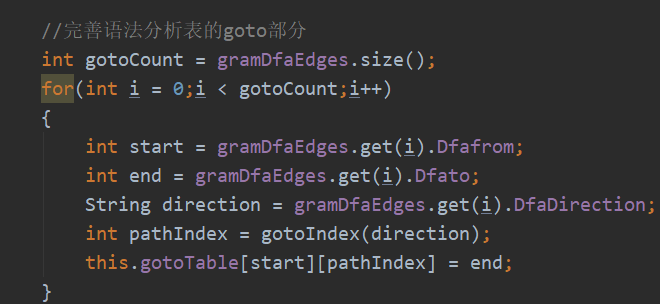 //完善语法分析表的goto部分
int gotoCount = gramDfaEdges.size();
for(int i = 0;i < gotoCount;i++)
{
int start = gramDfaEdges.get(i).Dfafrom;
int end = gramDfaEdges.get(i).Dfato;
String direction = gramDfaEdges.get(i).DfaDirection;
int pathIndex = gotoIndex(direction);
this.gotoTable[start][pathIndex] = end;
}